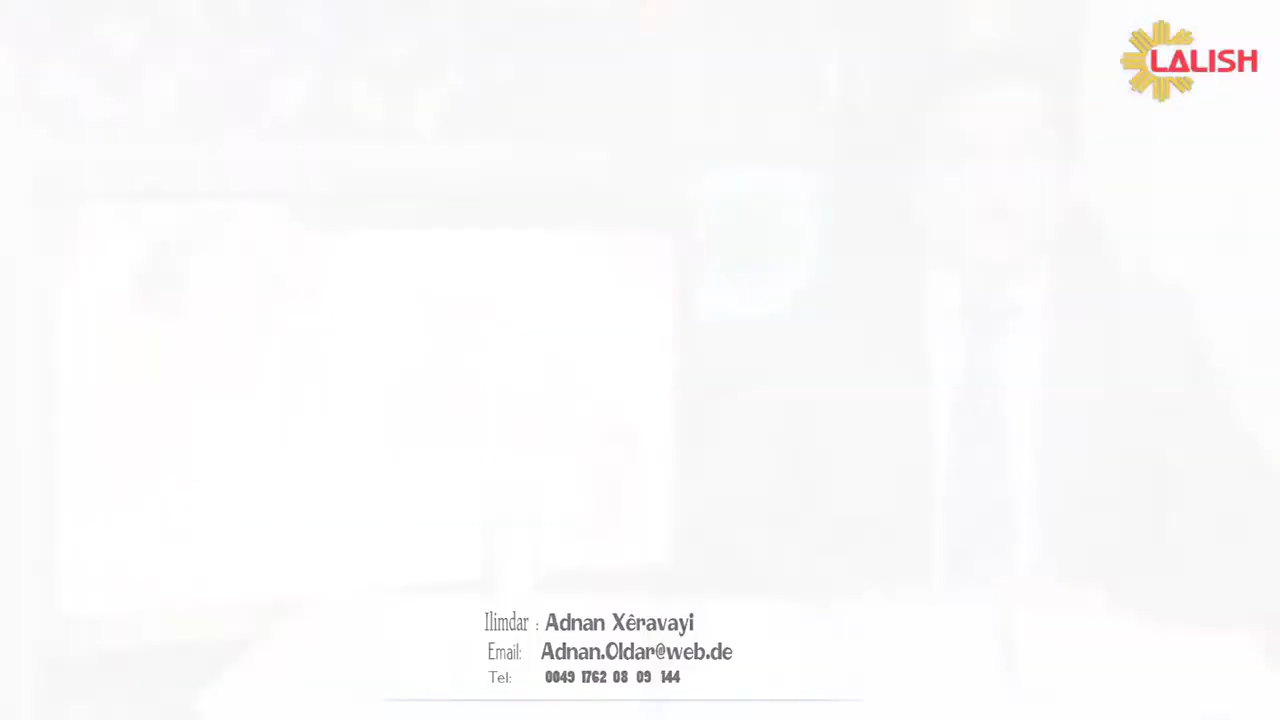 LALISH
Ilimdar : Adnan Xêravayi
Email: Adnan.Oldar@web.de
Tel: 0049 1762 08 09 144